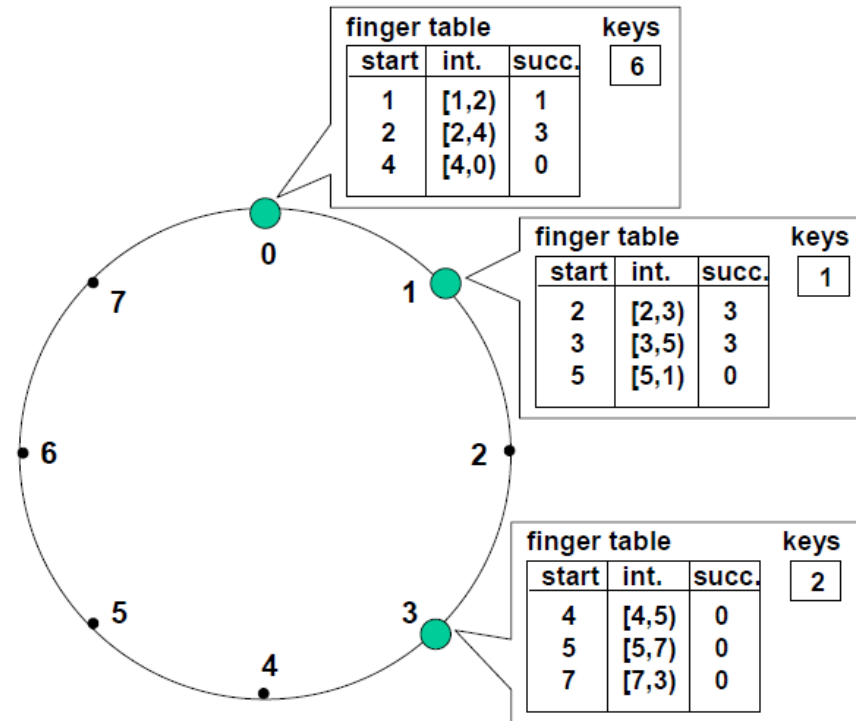 finger table keys
start int. succ. 6
1 [1,2) 1
2 [2,4) 3
4 [4,0) 0
0
finger table keys
start int. succ. 1
2 [2,3) 3
3 [3,5) 3
5 [5,1) 0
1
7
6
2
finger table keys
start int. succ. 2
4 [4,5) 0
5 [5,7) 0
7 [7,3) 0
5
3
4